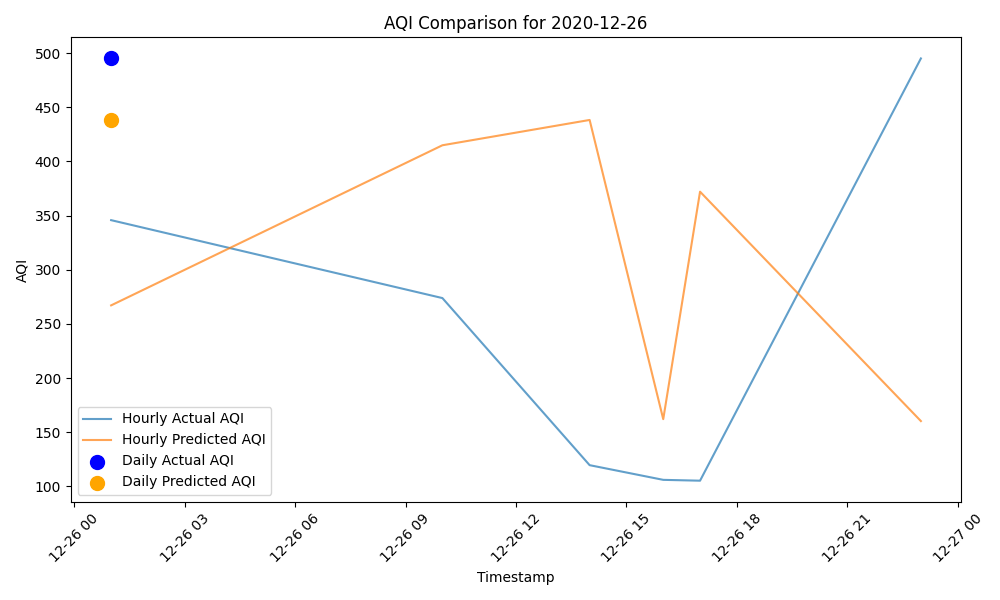 AQI Comparison for 2020-12-26
AQI
500
450
400
350
300
250
200
150
100
Hourly Actual AQI
Hourly Predicted AQI
Daily Actual AQI
Daily Predicted AQI
12-26 00
12-26 03
12-26 06
12-26 09
12-26 12
12-26 15
12-26 18
12-26 21
12-27 00
Timestamp